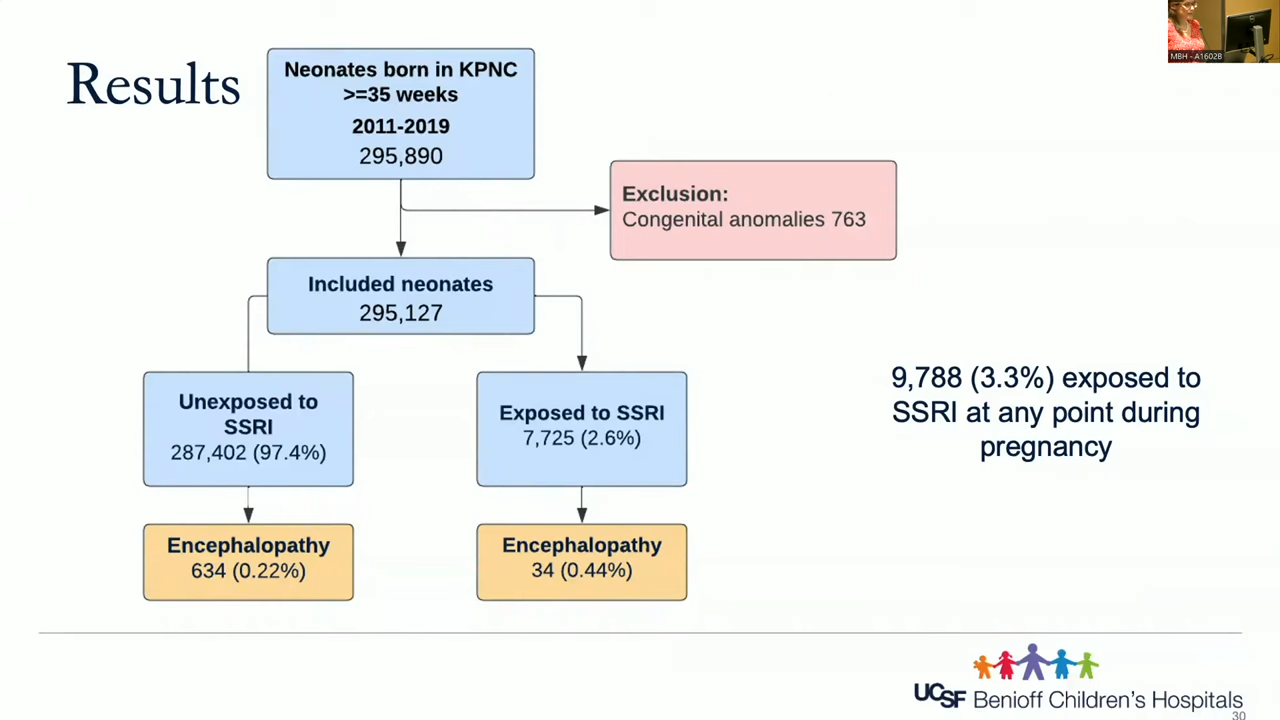 Results
Neonates born in KPNC
>=35 weeks
2011-2019
295,890
Exclusion:
Congenital anomalies 763
Included neonates
295,127
Unexposed to
SSRI
287,402 (97.4%)
Exposed to SSRI
7,725 (2.6%)
9,788 (3.3%) exposed to
SSRI at any point during
pregnancy
Encephalopathy
634 (0.22%)
Encephalopathy
34 (0.44%)
UCSF Benioff Children's Hospitals
30
MBH - A1602B